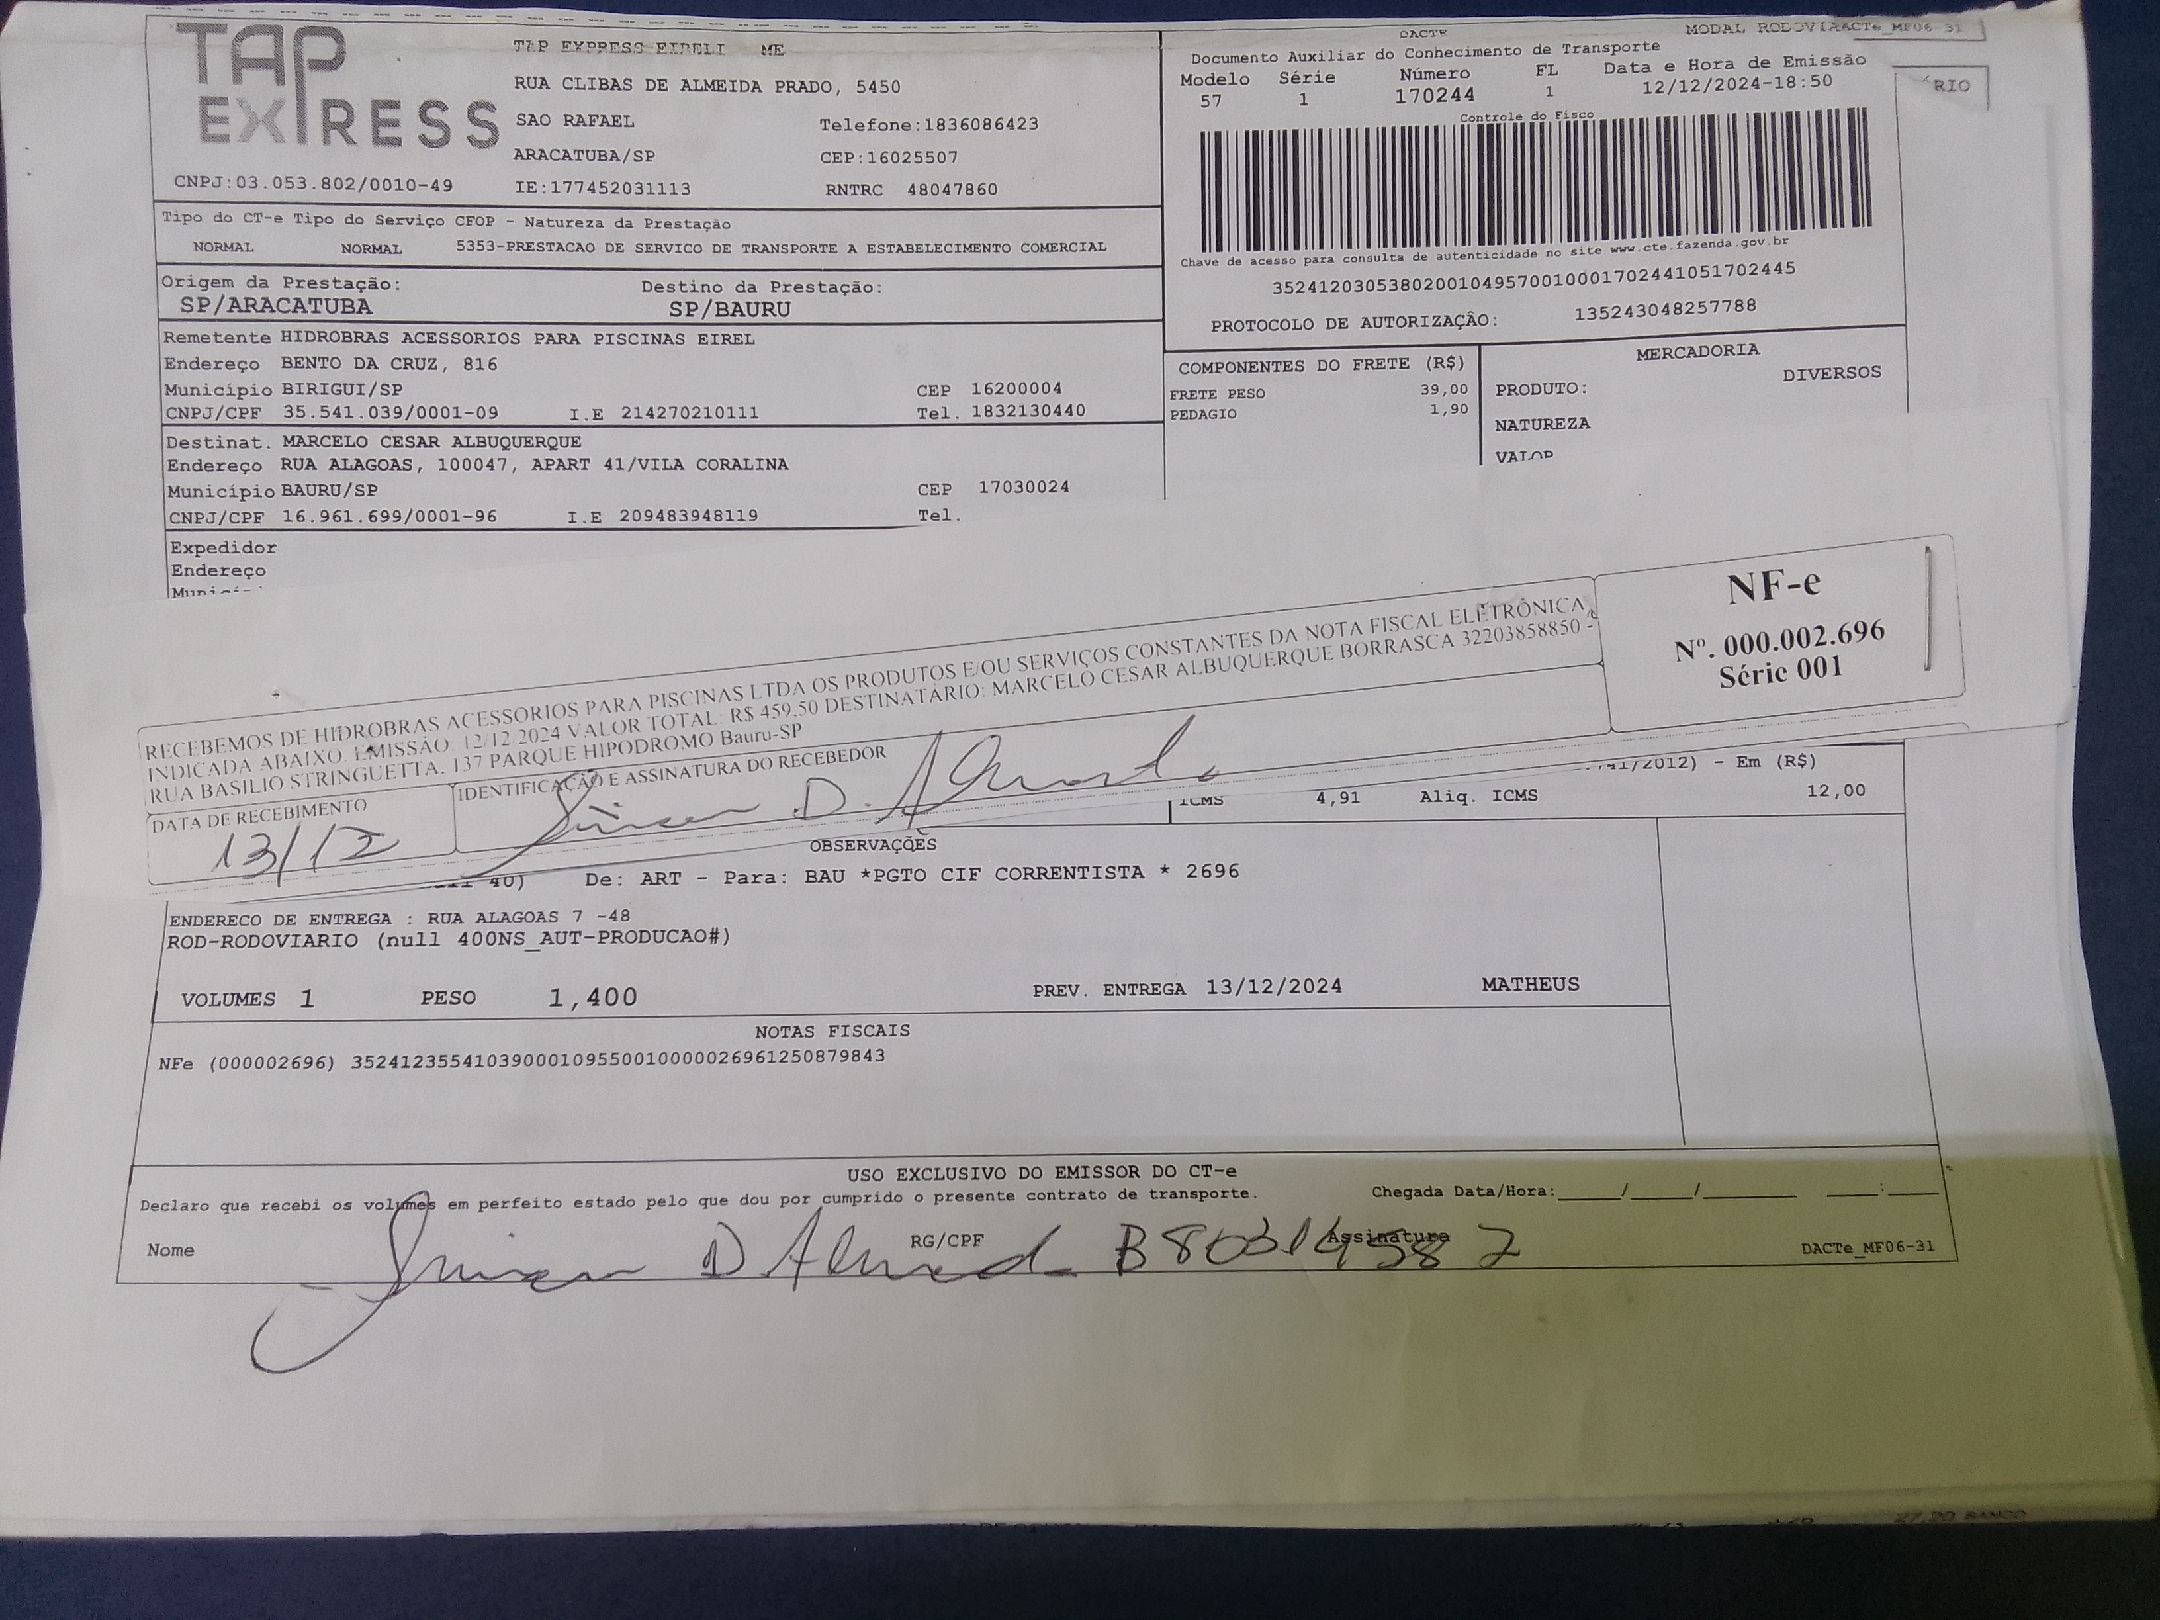 TAP
EXPRESS
TAP EXPRESS EIRELI ME
RUA CLIBAS DE ALMEIDA PRADO, 5450
SAO RAFAEL Telefone:1836086423
ARACATUBA/SP CEP:16025507
CNPJ:03.053.802/0010-49 IE:177452031113 RNTRC 48047860
DACTE MODAL RODOVIA
DACTe_MF06-31
Documento Auxiliar do Conhecimento de Transporte
Modelo Série Número FL Data e Hora de Emissão
57 1 170244 1 12/12/2024-18:50
RIO
Controle do Fisco
Chave de acesso para consulta de autenticidade no site www.cte.fazenda.gov.br
35241203053802001049570010001702441051702445
PROTOCOLO DE AUTORIZAÇÃO: 135243048257788
Tipo do CT-e Tipo do Serviço CFOP - Natureza da Prestação
NORMAL NORMAL 5353-PRESTACAO DE SERVICO DE TRANSPORTE A ESTABELECIMENTO COMERCIAL
Origem da Prestação: Destino da Prestação:
SP/ARACATUBA SP/BAURU
Remetente HIDROBRAS ACESSORIOS PARA PISCINAS EIREL
Endereço BENTO DA CRUZ, 816
Município BIRIGUI/SP CEP 16200004
CNPJ/CPF 35.541.039/0001-09 I.E 214270210111 Tel. 1832130440
Destinat. MARCELO CESAR ALBUQUERQUE
Endereço RUA ALAGOAS, 100047, APART 41/VILA CORALINA
Município BAURU/SP CEP 17030024
CNPJ/CPF 16.961.699/0001-96 I.E 209483948119 Tel.
Expedidor
Endereço
COMPONENTES DO FRETE (R$)
FRETE PESO 39,00
PEDAGIO 1,90
MERCADORIA
PRODUTO: DIVERSOS
NATUREZA
VALOR
RECEBEMOS DE HIDROBRAS ACESSORIOS PARA PISCINAS LTDA OS PRODUTOS E/OU SERVIÇOS CONSTANTES DA NOTA FISCAL ELETRÔNICA
INDICADA ABAIXO. EMISSÃO: 12/12/2024 VALOR TOTAL: R$ 459,50 DESTINATÁRIO: MARCELO CESAR ALBUQUERQUE BORRASCA 32203858850 -
RUA BASILIO STRINGUETTA, 137 PARQUE HIPODROMO Bauru-SP
DATA DE RECEBIMENTO IDENTIFICAÇÃO E ASSINATURA DO RECEBEDOR
13/12
NF-e
Nº. 000.002.696
Série 001
/2012) - Em (R$)
ICMS 4,91 Aliq. ICMS 12,00
OBSERVAÇÕES
40) De: ART - Para: BAU *PGTO CIF CORRENTISTA * 2696
ENDERECO DE ENTREGA : RUA ALAGOAS 7 -48
ROD-RODOVIARIO (null 400NS_AUT-PRODUCAO#)
VOLUMES 1 PESO 1,400 PREV. ENTREGA 13/12/2024 MATHEUS
NOTAS FISCAIS
NFe (000002696) 35241235541039000109550010000026961250879843
USO EXCLUSIVO DO EMISSOR DO CT-e
Declaro que recebi os volumes em perfeito estado pelo que dou por cumprido o presente contrato de transporte. Chegada Data/Hora:____/____/______ ___:___
Nome RG/CPF Assinatura DACTe_MF06-31